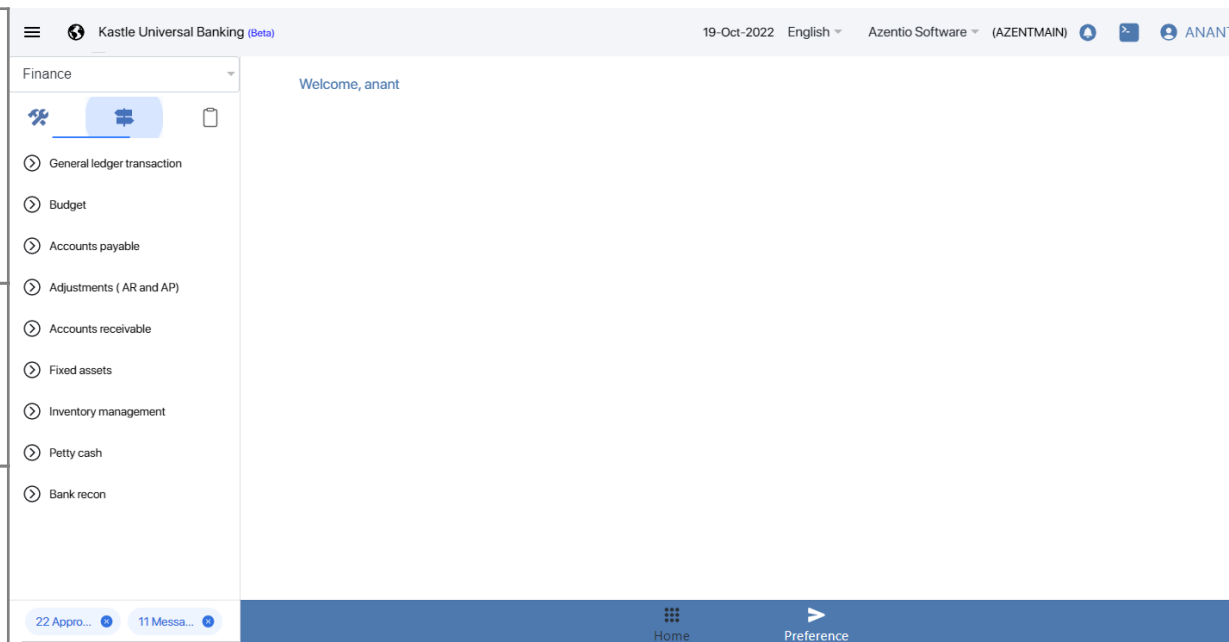 Kastle Universal Banking (Beta)
19-Oct-2022 English Azentio Software (AZENTMAIN) ANANT
Finance
Welcome, anant
General ledger transaction
Budget
Accounts payable
Adjustments ( AR and AP)
Accounts receivable
Fixed assets
Inventory management
Petty cash
Bank recon
22 Appro... 11 Messa...
Home
Preference